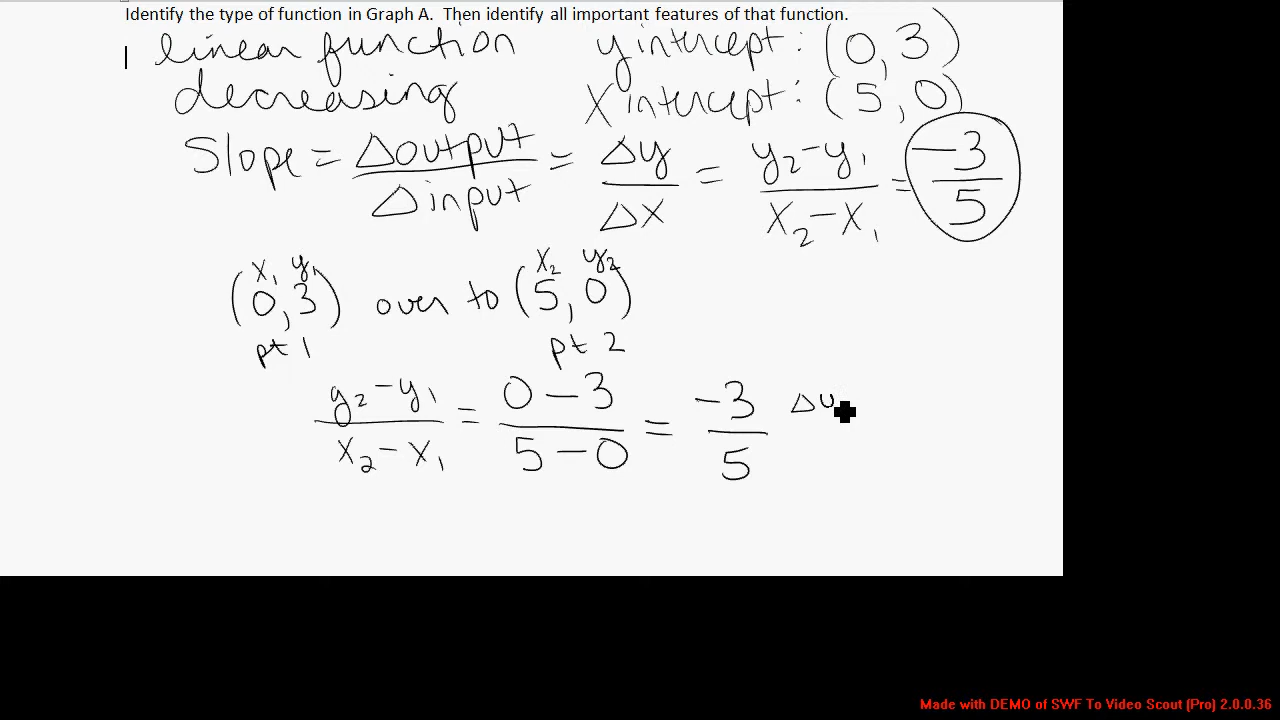 Identify the type of function in Graph A. Then identify all important features of that function.
linear function y intercept: (0,3)
decreasing x intercept: (5,0)
Slope = Δoutput/Δinput = Δy/Δx = y₂-y₁/x₂-x₁ = -3/5
x₁ y₁ x₂ y₂
(0,3) over to (5,0)
pt 1 pt 2
y₂-y₁/x₂-x₁ = 0-3/5-0 = -3/5 Δ
Made with DEMO of SWF To Video Scout (Pro) 2.0.0.36